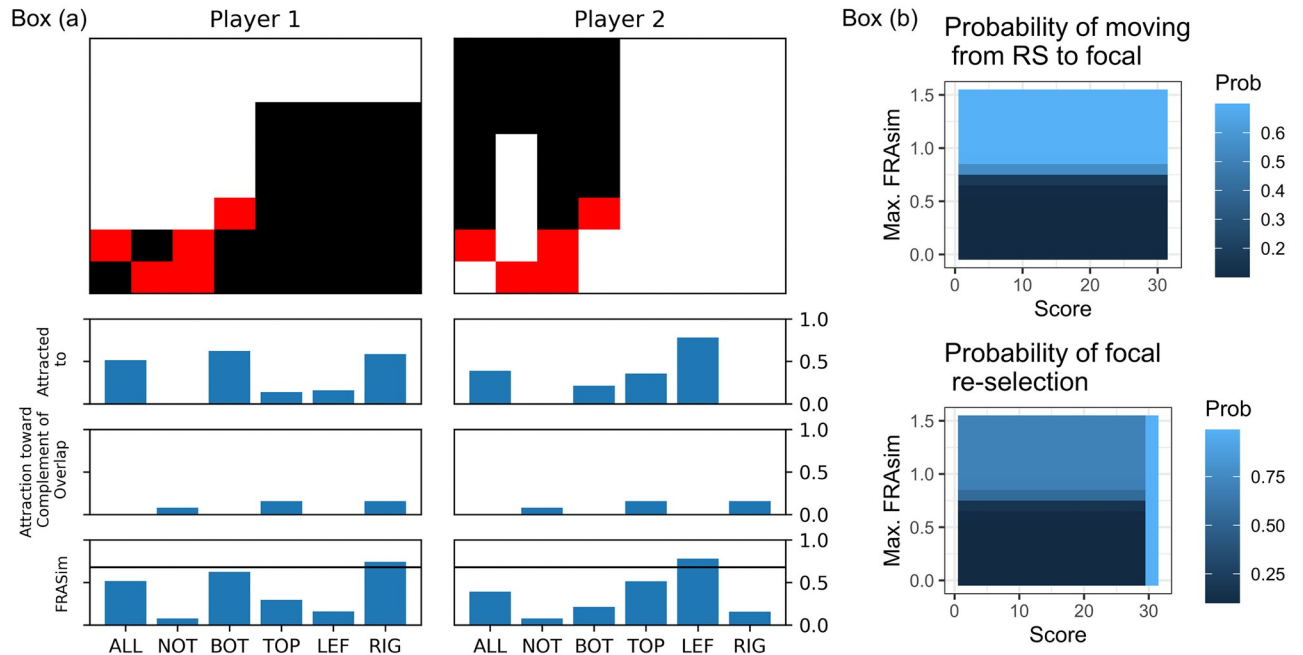 Box (a)
Player 1
Player 2
Attracted
to
1.0
0.5
0.0
Attraction toward
Complement of
Overlap
1.0
0.5
0.0
FRASim
1.0
0.5
0.0
ALL NOT BOT TOP LEF RIG
ALL NOT BOT TOP LEF RIG
Box (b)
Probability of moving
from RS to focal
Max. FRAsim
1.5
1.0
0.5
0.0
0 10 20 30
Score
Prob
0.6
0.5
0.4
0.3
0.2
Probability of focal
re-selection
Max. FRAsim
1.5
1.0
0.5
0.0
0 10 20 30
Score
Prob
0.75
0.50
0.25